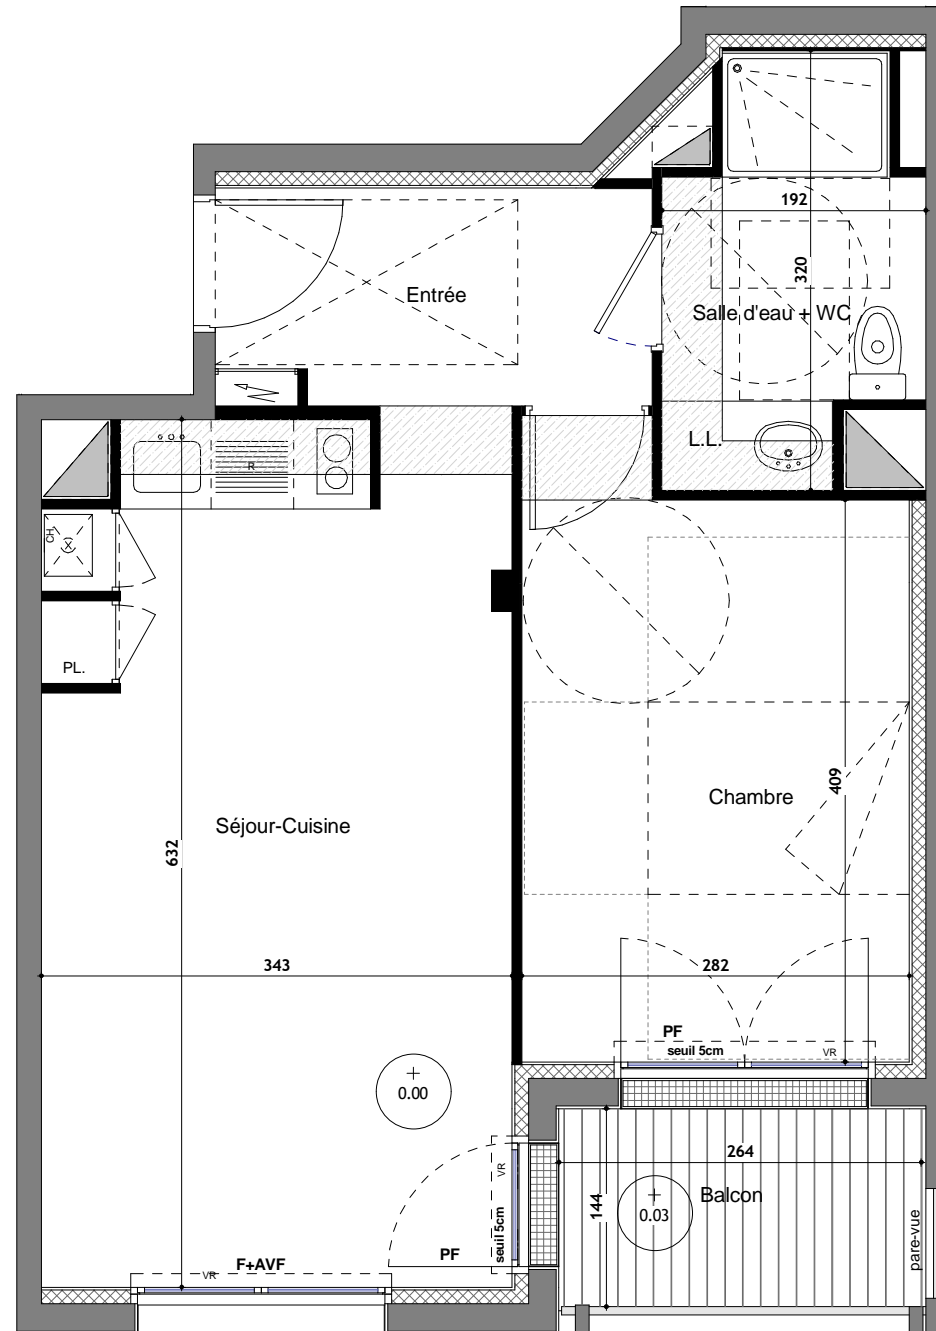 192
320
Entrée
Salle d'eau + WC
L.L.
R
CH.
PL.
409
Chambre
Séjour-Cuisine
632
343
282
PF
seuil 5cm
VR
0.00
264
144
Balcon
0.03
VR
seuil 5cm
PF
pare-vue
F+AVF
VR